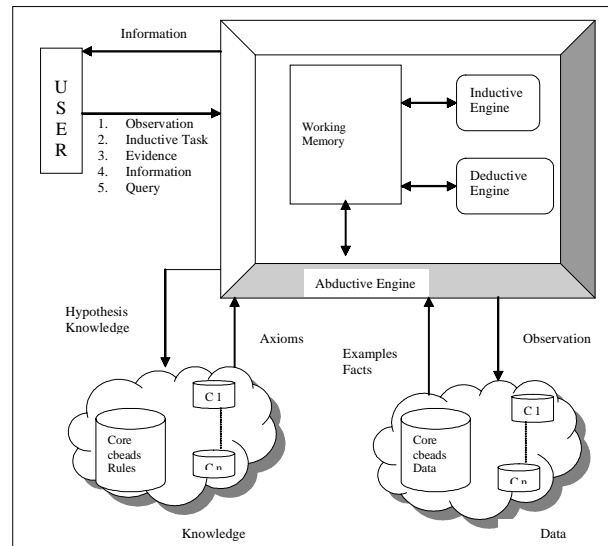 Information
USER
1. Observation
2. Inductive Task
3. Evidence
4. Information
5. Query
Working
Memory
Inductive
Engine
Deductive
Engine
Abductive Engine
Hypothesis
Knowledge
Axioms
Examples
Facts
Observation
Core
cbeads
Rules
C 1
C n
Knowledge
Core
cbeads
Data
C 1
C n
Data